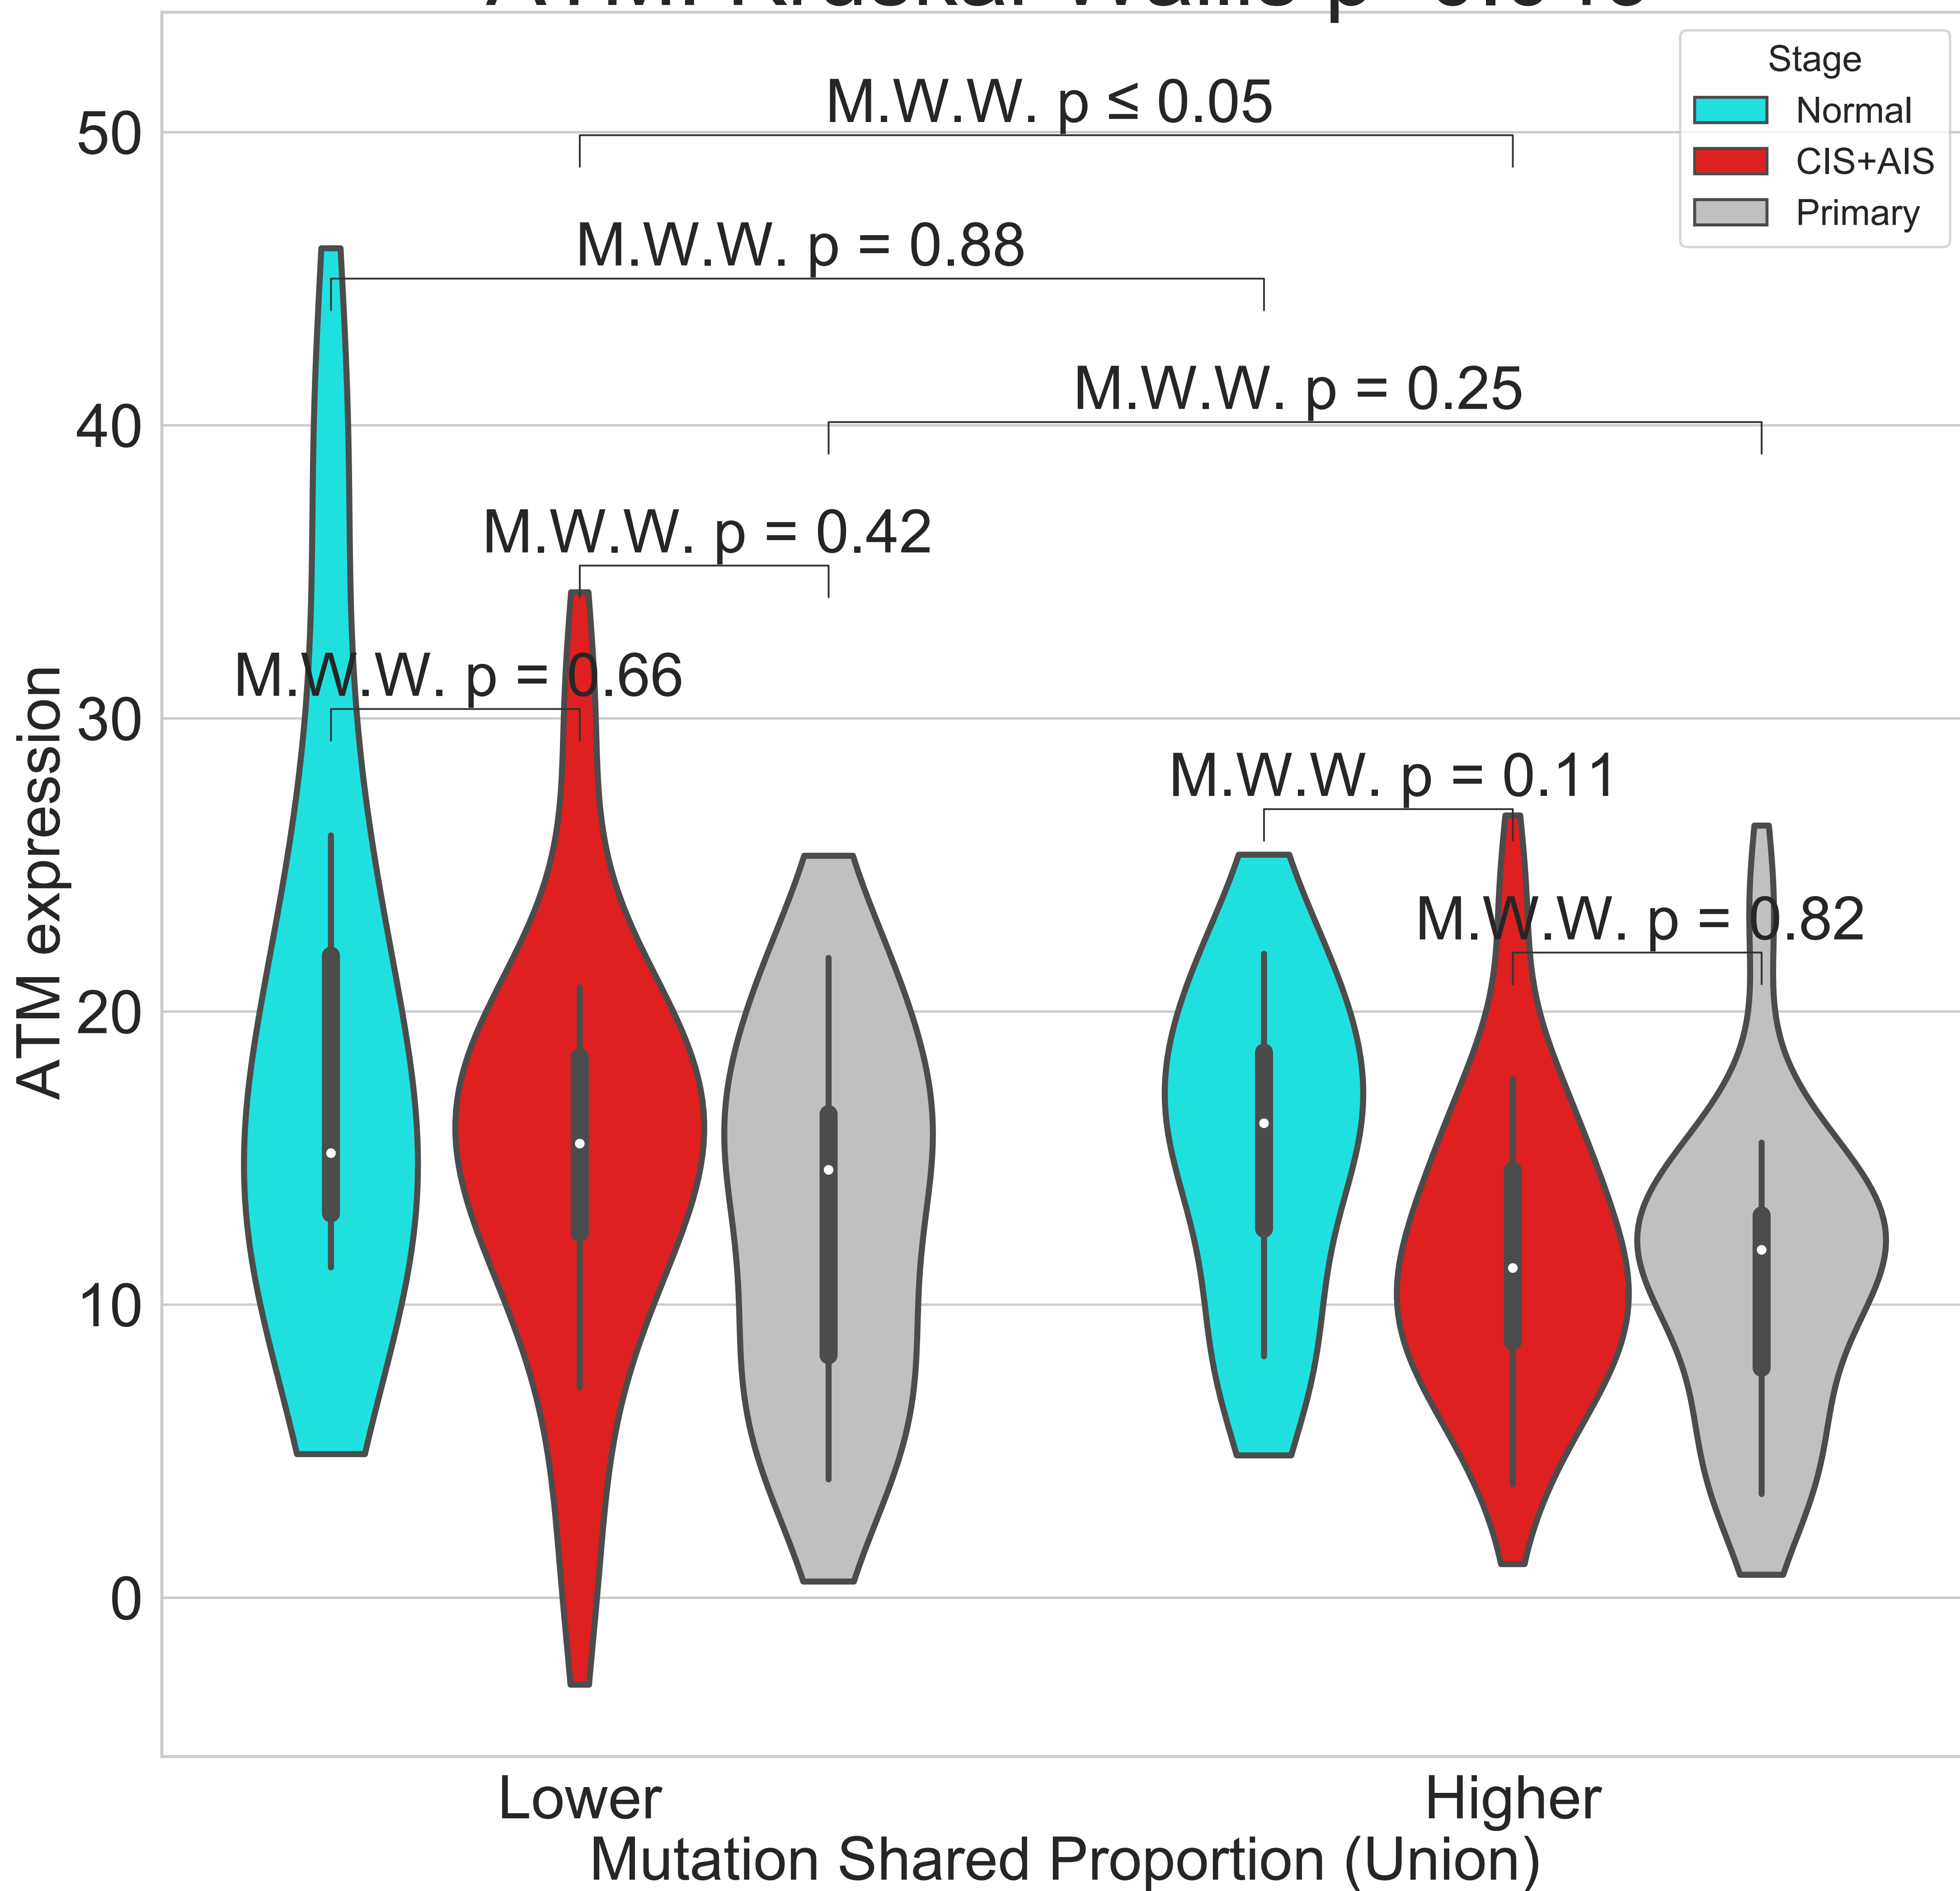 Stage
Normal
CIS+AIS
Primary
M.W.W. p ≤ 0.05
M.W.W. p = 0.88
M.W.W. p = 0.25
M.W.W. p = 0.42
M.W.W. p = 0.66
M.W.W. p = 0.11
M.W.W. p = 0.82
ATM expression
50
40
30
20
10
0
Lower
Higher
Mutation Shared Proportion (Union)